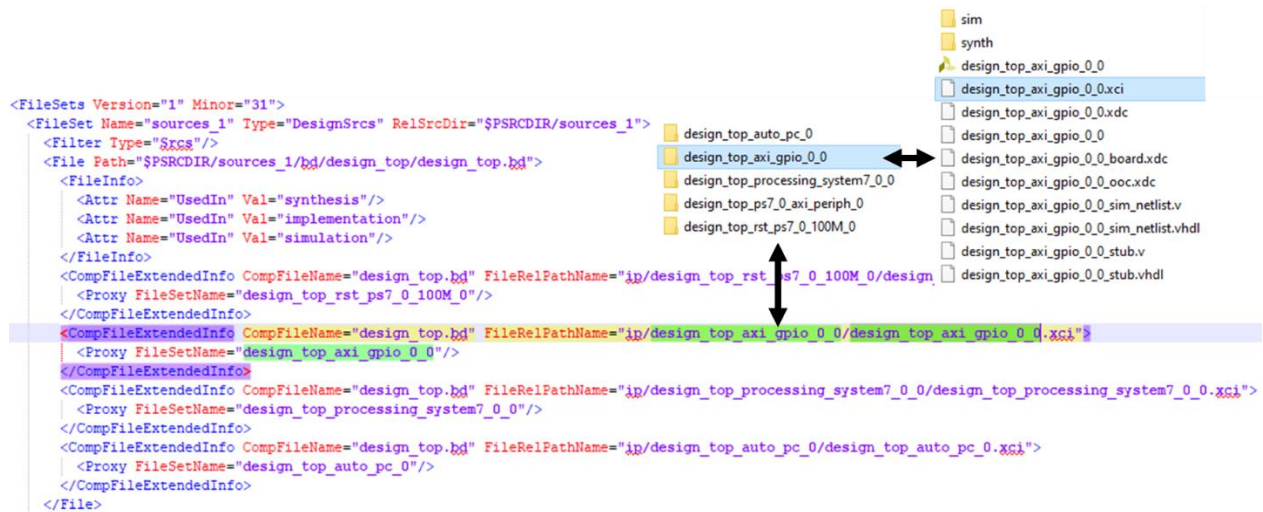 sim
synth
design_top_axi_gpio_0_0
design_top_axi_gpio_0_0.xci
design_top_axi_gpio_0_0.xdc
design_top_axi_gpio_0_0
design_top_axi_gpio_0_0_board.xdc
design_top_axi_gpio_0_0_ooc.xdc
design_top_axi_gpio_0_0_sim_netlist.v
design_top_axi_gpio_0_0_sim_netlist.vhdl
design_top_axi_gpio_0_0_stub.v
design_top_axi_gpio_0_0_stub.vhdl
design_top_auto_pc_0
design_top_axi_gpio_0_0
design_top_processing_system7_0_0
design_top_ps7_0_axi_periph_0
design_top_rst_ps7_0_100M_0
<FileSets Version="1" Minor="31">
<FileSet Name="sources_1" Type="DesignSrcs" RelSrcDir="$PSRCDIR/sources_1">
<Filter Type="Srcs"/>
<File Path="$PSRCDIR/sources_1/bd/design_top/design_top.bd">
<FileInfo>
<Attr Name="UsedIn" Val="synthesis"/>
<Attr Name="UsedIn" Val="implementation"/>
<Attr Name="UsedIn" Val="simulation"/>
</FileInfo>
<CompFileExtendedInfo CompFileName="design_top.bd" FileRelPathName="ip/design_top_rst_ps7_0_100M_0/design_
<Proxy FileSetName="design_top_rst_ps7_0_100M_0"/>
</CompFileExtendedInfo>
<CompFileExtendedInfo CompFileName="design_top.bd" FileRelPathName="ip/design_top_axi_gpio_0_0/design_top_axi_gpio_0_0.xci">
<Proxy FileSetName="design_top_axi_gpio_0_0"/>
</CompFileExtendedInfo>
<CompFileExtendedInfo CompFileName="design_top.bd" FileRelPathName="ip/design_top_processing_system7_0_0/design_top_processing_system7_0_0.xci">
<Proxy FileSetName="design_top_processing_system7_0_0"/>
</CompFileExtendedInfo>
<CompFileExtendedInfo CompFileName="design_top.bd" FileRelPathName="ip/design_top_auto_pc_0/design_top_auto_pc_0.xci">
<Proxy FileSetName="design_top_auto_pc_0"/>
</CompFileExtendedInfo>
</File>